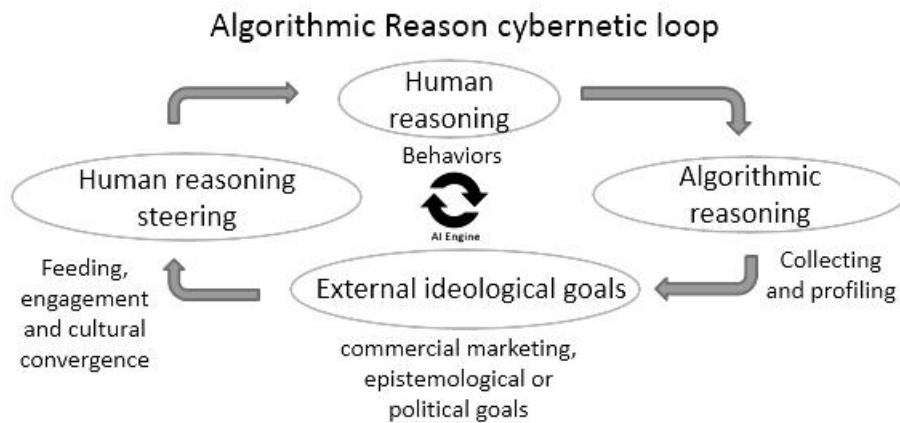 Algorithmic Reason cybernetic loop
Human
reasoning
Behaviors
AI Engine
Human reasoning
steering
Algorithmic
reasoning
Feeding,
engagement
and cultural
convergence
External ideological goals
Collecting
and profiling
commercial marketing,
epistemological or
political goals